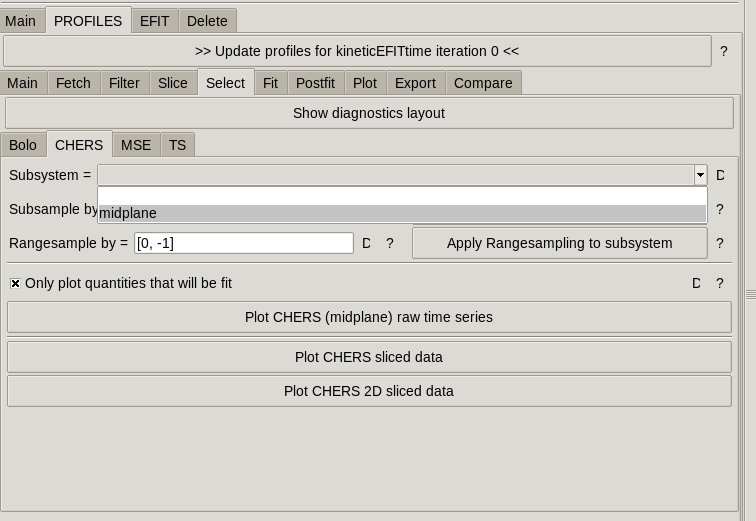 Main PROFILES EFIT Delete
>> Update profiles for kineticEFITtime iteration 0 << ?
Main Fetch Filter Slice Select Fit Postfit Plot Export Compare
Show diagnostics layout
Bolo CHERS MSE TS
Subsystem = D
Subsample by ?
midplane
Rangesample by = [0, -1] D ? Apply Rangesampling to subsystem ?
Only plot quantities that will be fit D ?
Plot CHERS (midplane) raw time series
Plot CHERS sliced data
Plot CHERS 2D sliced data